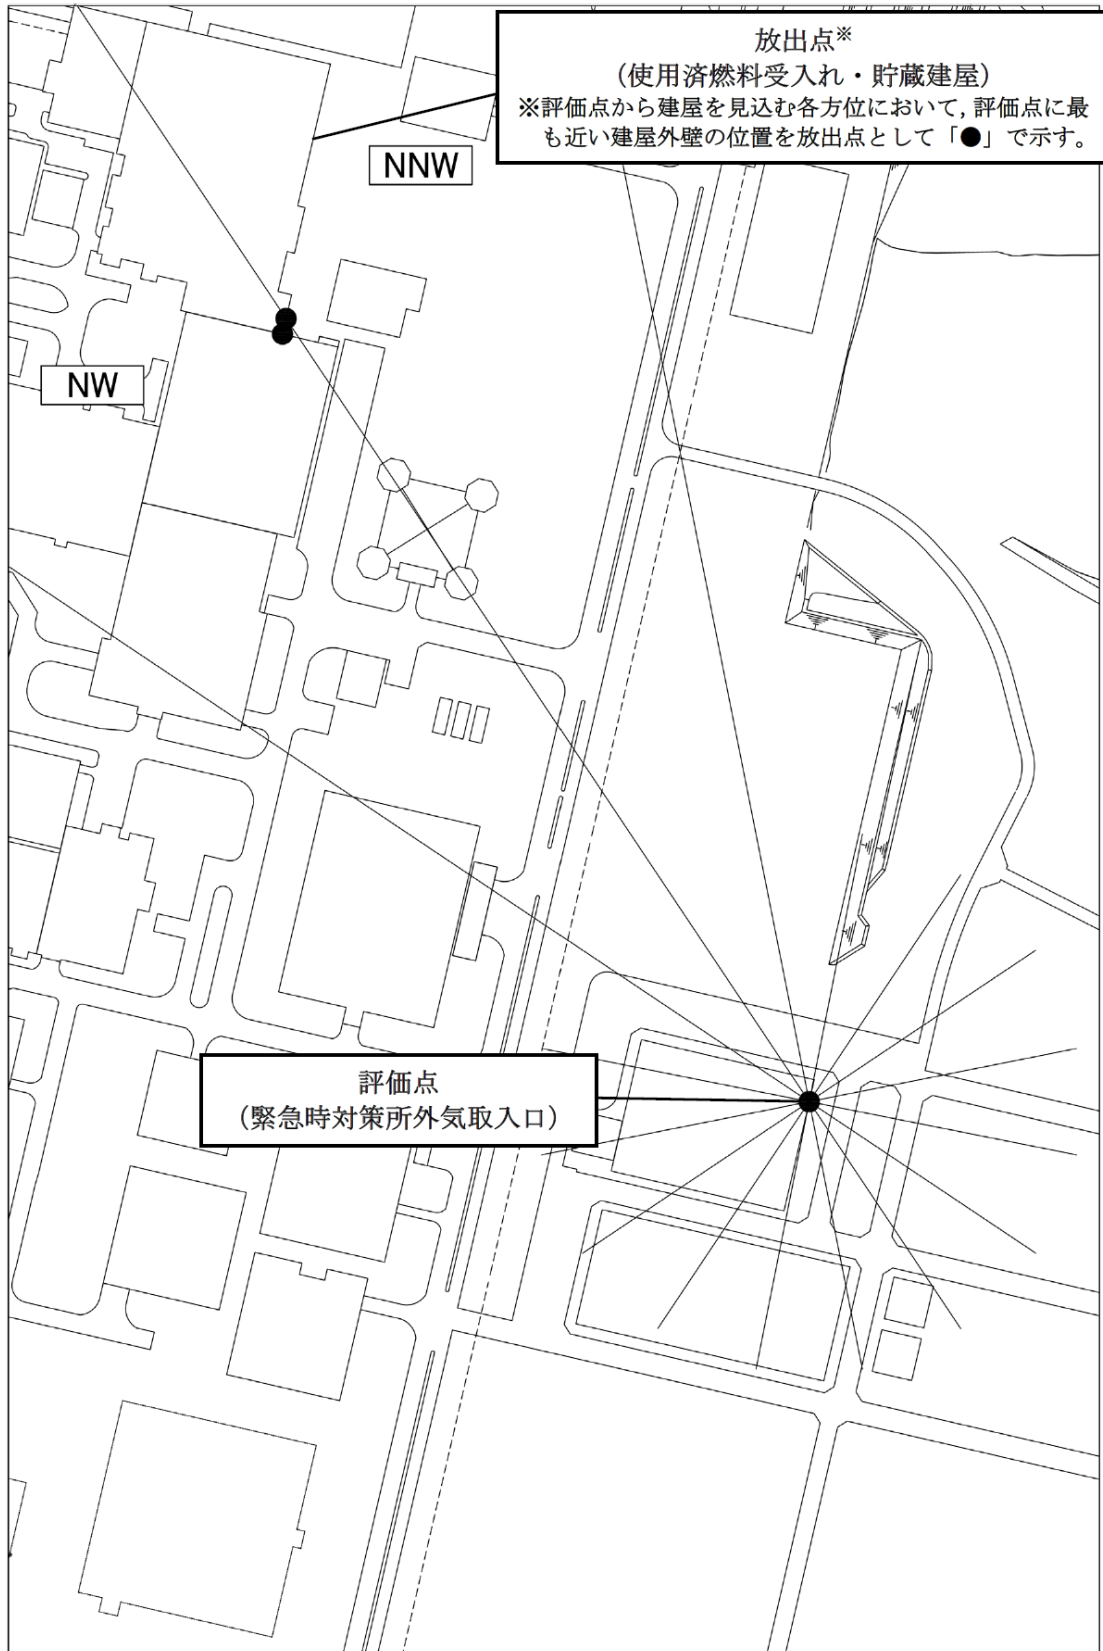 放出点※
（使用済燃料受入れ・貯蔵建屋）
※評価点から建屋を見込む各方位において，評価点に最
も近い建屋外壁の位置を放出点として「●」で示す。
NNW
NW
評価点
（緊急時対策所外気取入口）